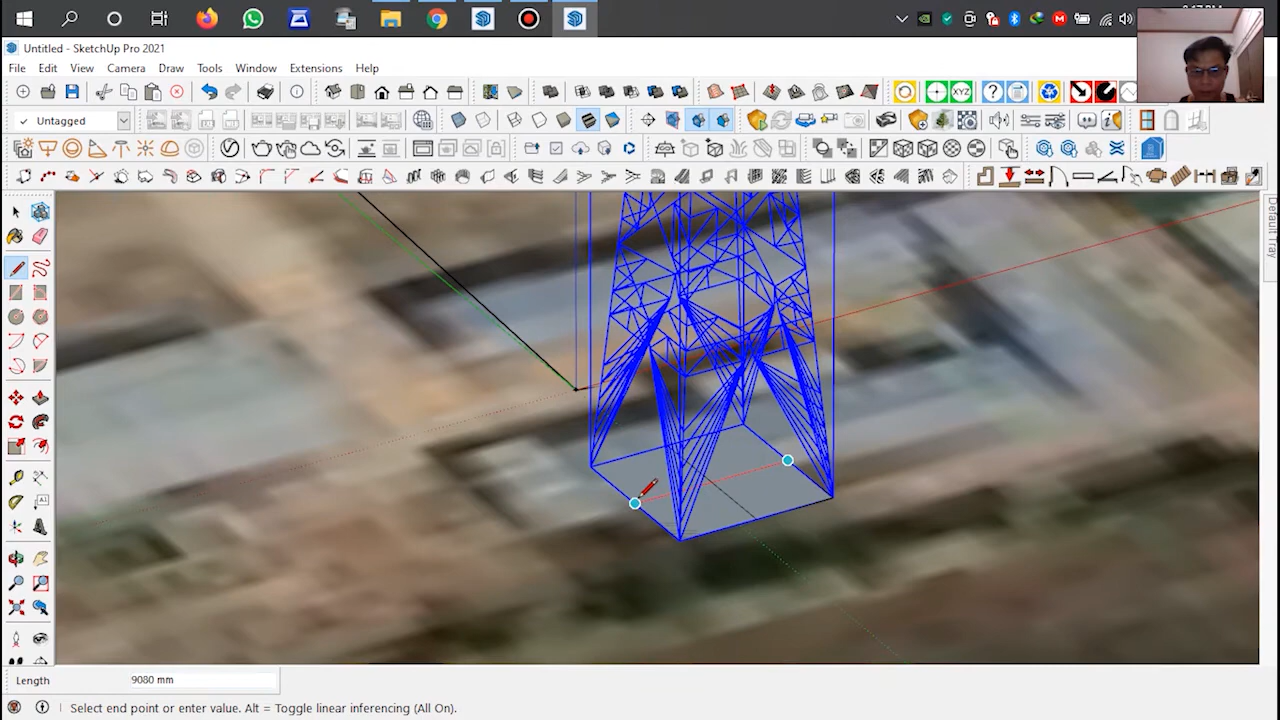 Untitled - SketchUp Pro 2021
File Edit View Camera Draw Tools Window Extensions Help
Untagged
XYZ
Default Tray
Length 9080 mm
Select end point or enter value. Alt = Toggle linear inferencing (All On).